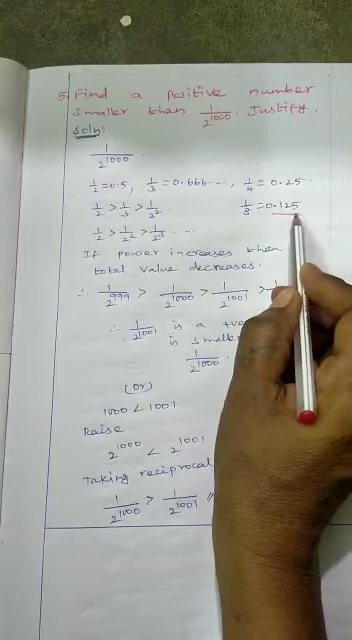 5. Find a positive number
smaller than 1/2^1000. Justify.
Soln:
1/2^1000.
1/2 = 0.5, 1/3 = 0.666..., 1/4 = 0.25
1/2 > 1/3 > 1/2^2. 1/8 = 0.125
1/2 > 1/2^2 > 1/2^3 ...
If power increases then
total value decreases.
∴ 1/2^999 > 1/2^1000 > 1/2^1001 >
∴ 1/2^1001 is a +ve
is smaller
1/2^1000.
(or)
1000 < 1001
Raise
2^1000 < 2^1001
Taking reciprocal
1/2^1000 > 1/2^1001 //